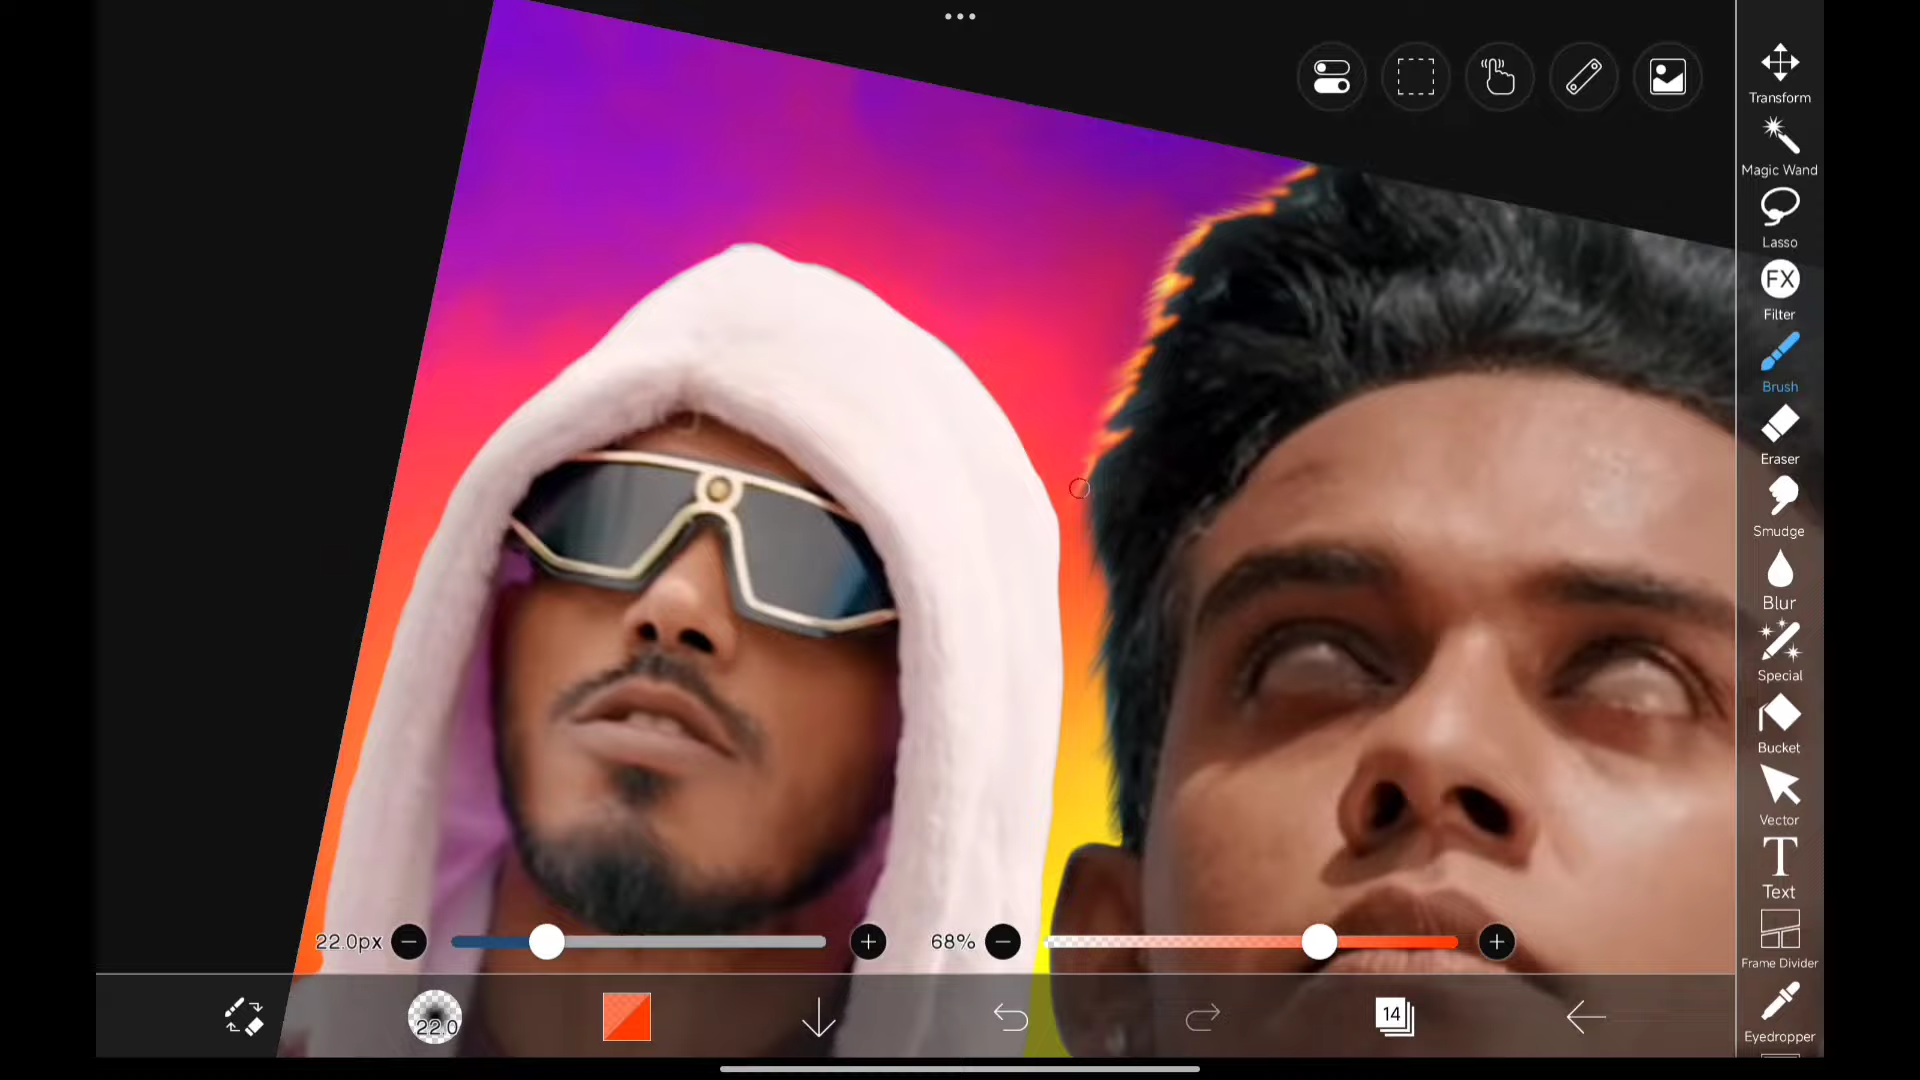 Transform
Magic Wand
Lasso
FX
Filter
Brush
Eraser
Smudge
Blur
Special
Bucket
Vector
T
Text
Frame Divider
Eyedropper
22.0px
68%
22.0
14